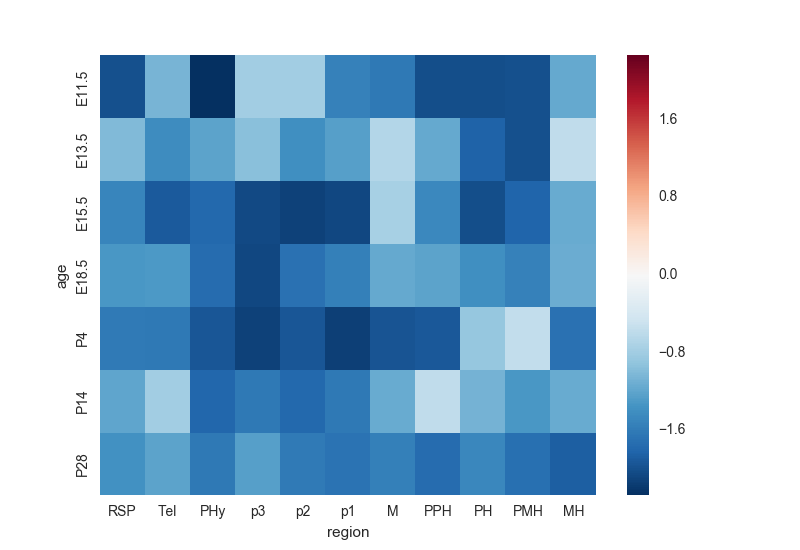 age
E11.5
E13.5
E15.5
E18.5
P4
P14
P28
RSP Tel PHy p3 p2 p1 M PPH PH PMH MH
region
1.6
0.8
0.0
−0.8
−1.6